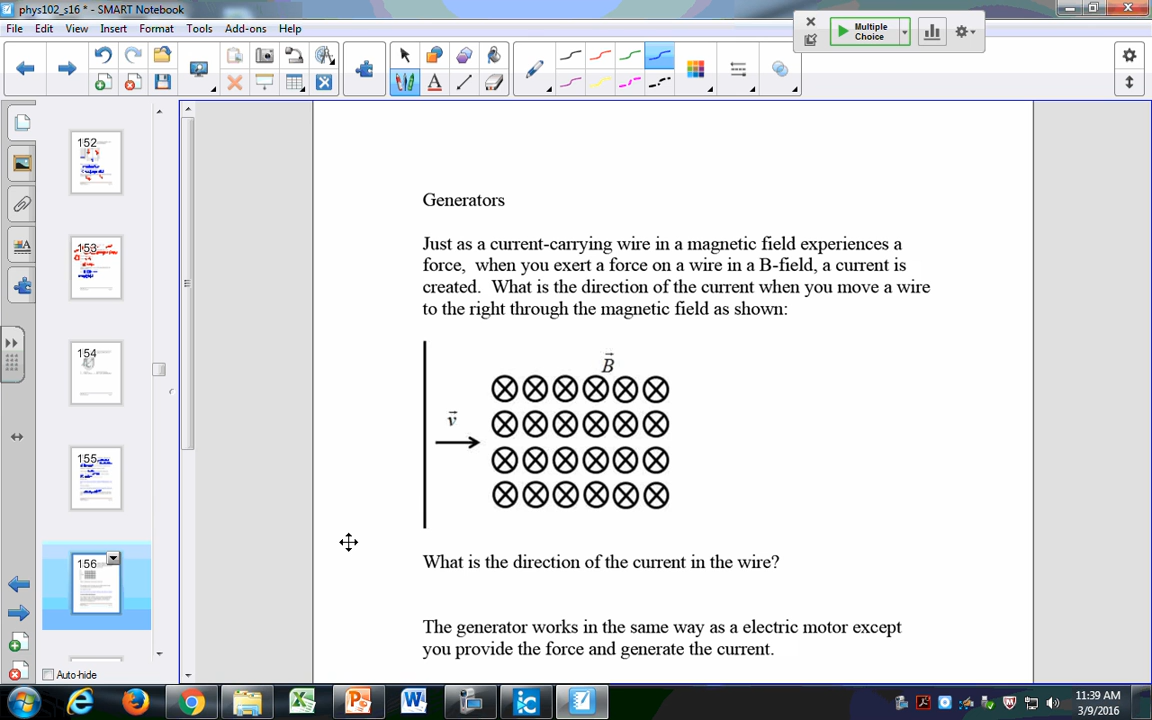 phys102_s16 * - SMART Notebook
File Edit View Insert Format Tools Add-ons Help
Multiple
Choice
152
153
154
155
156
Auto-hide
Generators
Just as a current-carrying wire in a magnetic field experiences a
force, when you exert a force on a wire in a B-field, a current is
created. What is the direction of the current when you move a wire
to the right through the magnetic field as shown:
B
v
What is the direction of the current in the wire?
The generator works in the same way as a electric motor except
you provide the force and generate the current.
11:39 AM
3/9/2016